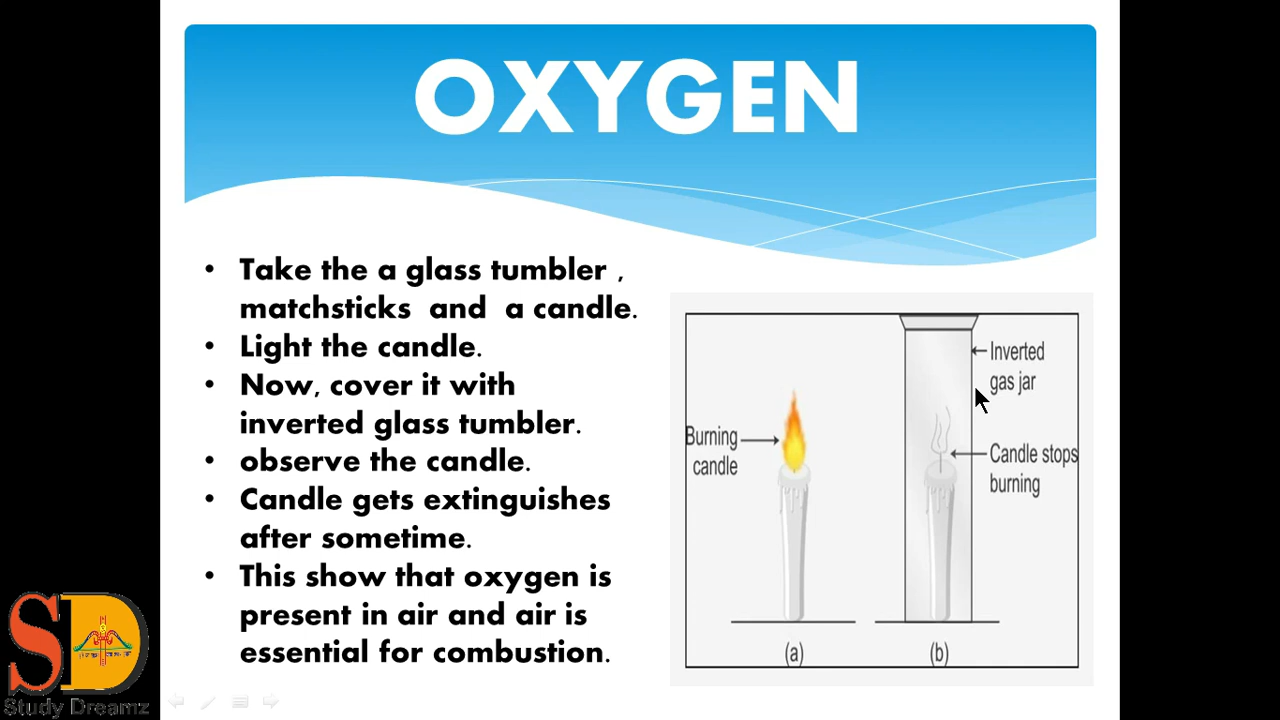 OXYGEN
• Take the a glass tumbler ,
matchsticks and a candle.
• Light the candle.
• Now, cover it with
inverted glass tumbler.
• observe the candle.
• Candle gets extinguishes
after sometime.
• This show that oxygen is
present in air and air is
essential for combustion.
Burning
candle
Inverted
gas jar
Candle stops
burning
(a)
(b)
SD
Study Dreamz